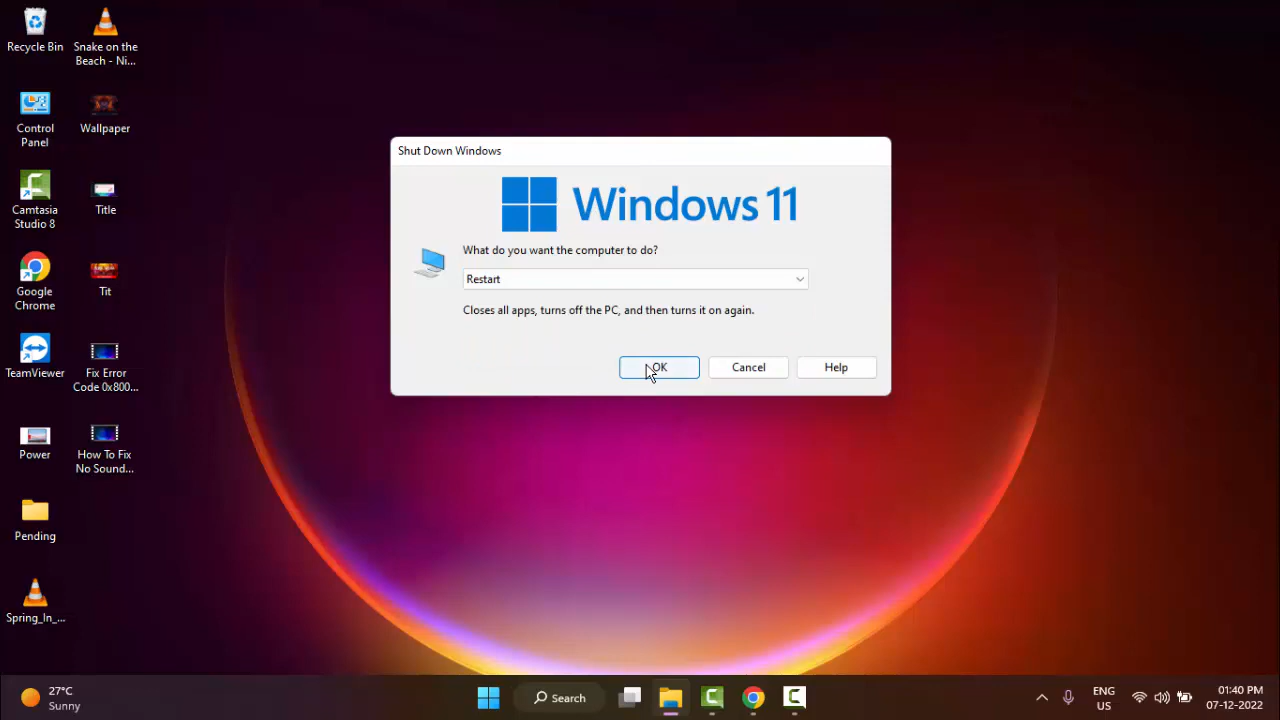 Recycle Bin
Snake on the
Beach - Ni...
Control
Panel
Wallpaper
Camtasia
Studio 8
Title
Google
Chrome
Tit
TeamViewer
Fix Error
Code 0x800...
Power
How To Fix
No Sound...
Pending
Spring_In_...
Shut Down Windows
Windows 11
What do you want the computer to do?
Restart
Closes all apps, turns off the PC, and then turns it on again.
OK
Cancel
Help
27°C
Sunny
Search
ENG
US
01:40 PM
07-12-2022